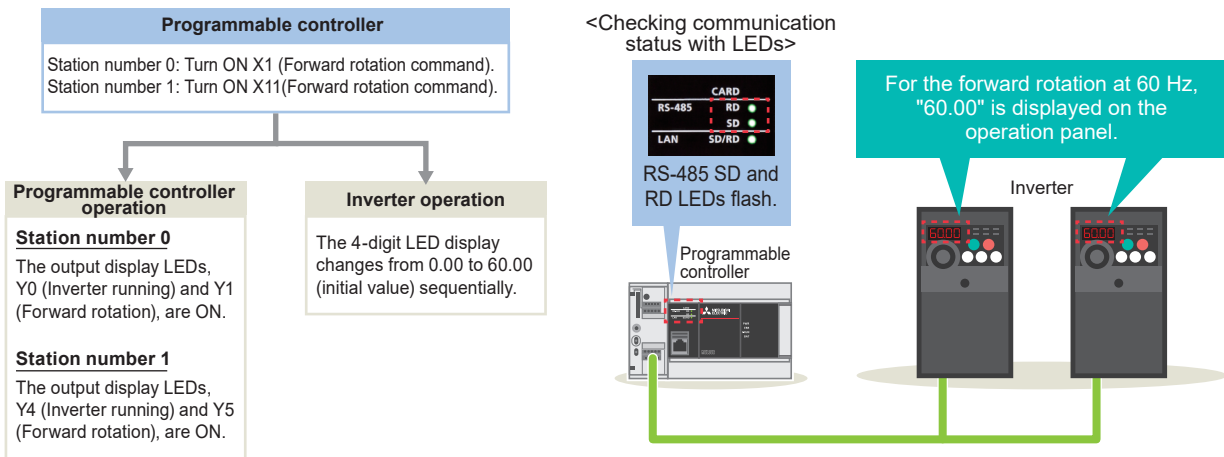 Programmable controller
Station number 0: Turn ON X1 (Forward rotation command).
Station number 1: Turn ON X11(Forward rotation command).
Programmable controller
operation
Station number 0
The output display LEDs,
Y0 (Inverter running) and Y1
(Forward rotation), are ON.
Station number 1
The output display LEDs,
Y4 (Inverter running) and Y5
(Forward rotation), are ON.
Inverter operation
The 4-digit LED display
changes from 0.00 to 60.00
(initial value) sequentially.
<Checking communication
status with LEDs>
CARD
RS-485 RD
SD
LAN SD/RD
RS-485 SD and
RD LEDs flash.
Programmable
controller
For the forward rotation at 60 Hz,
"60.00" is displayed on the
operation panel.
Inverter
60.00
60.00